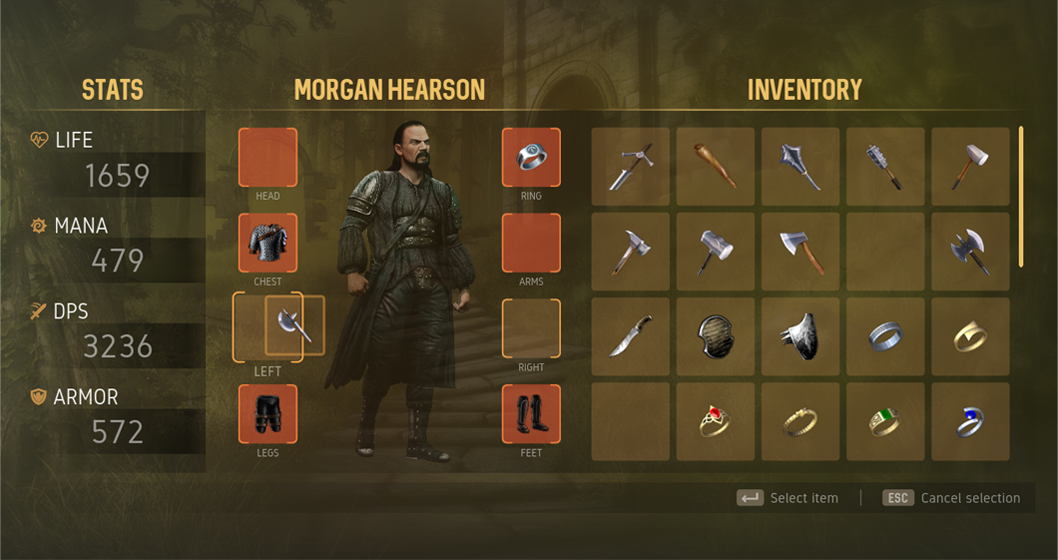 STATS
LIFE
1659
MANA
479
DPS
3236
ARMOR
572
MORGAN HEARSON
HEAD
RING
CHEST
ARMS
LEFT
RIGHT
LEGS
FEET
INVENTORY
Select item
ESC Cancel selection